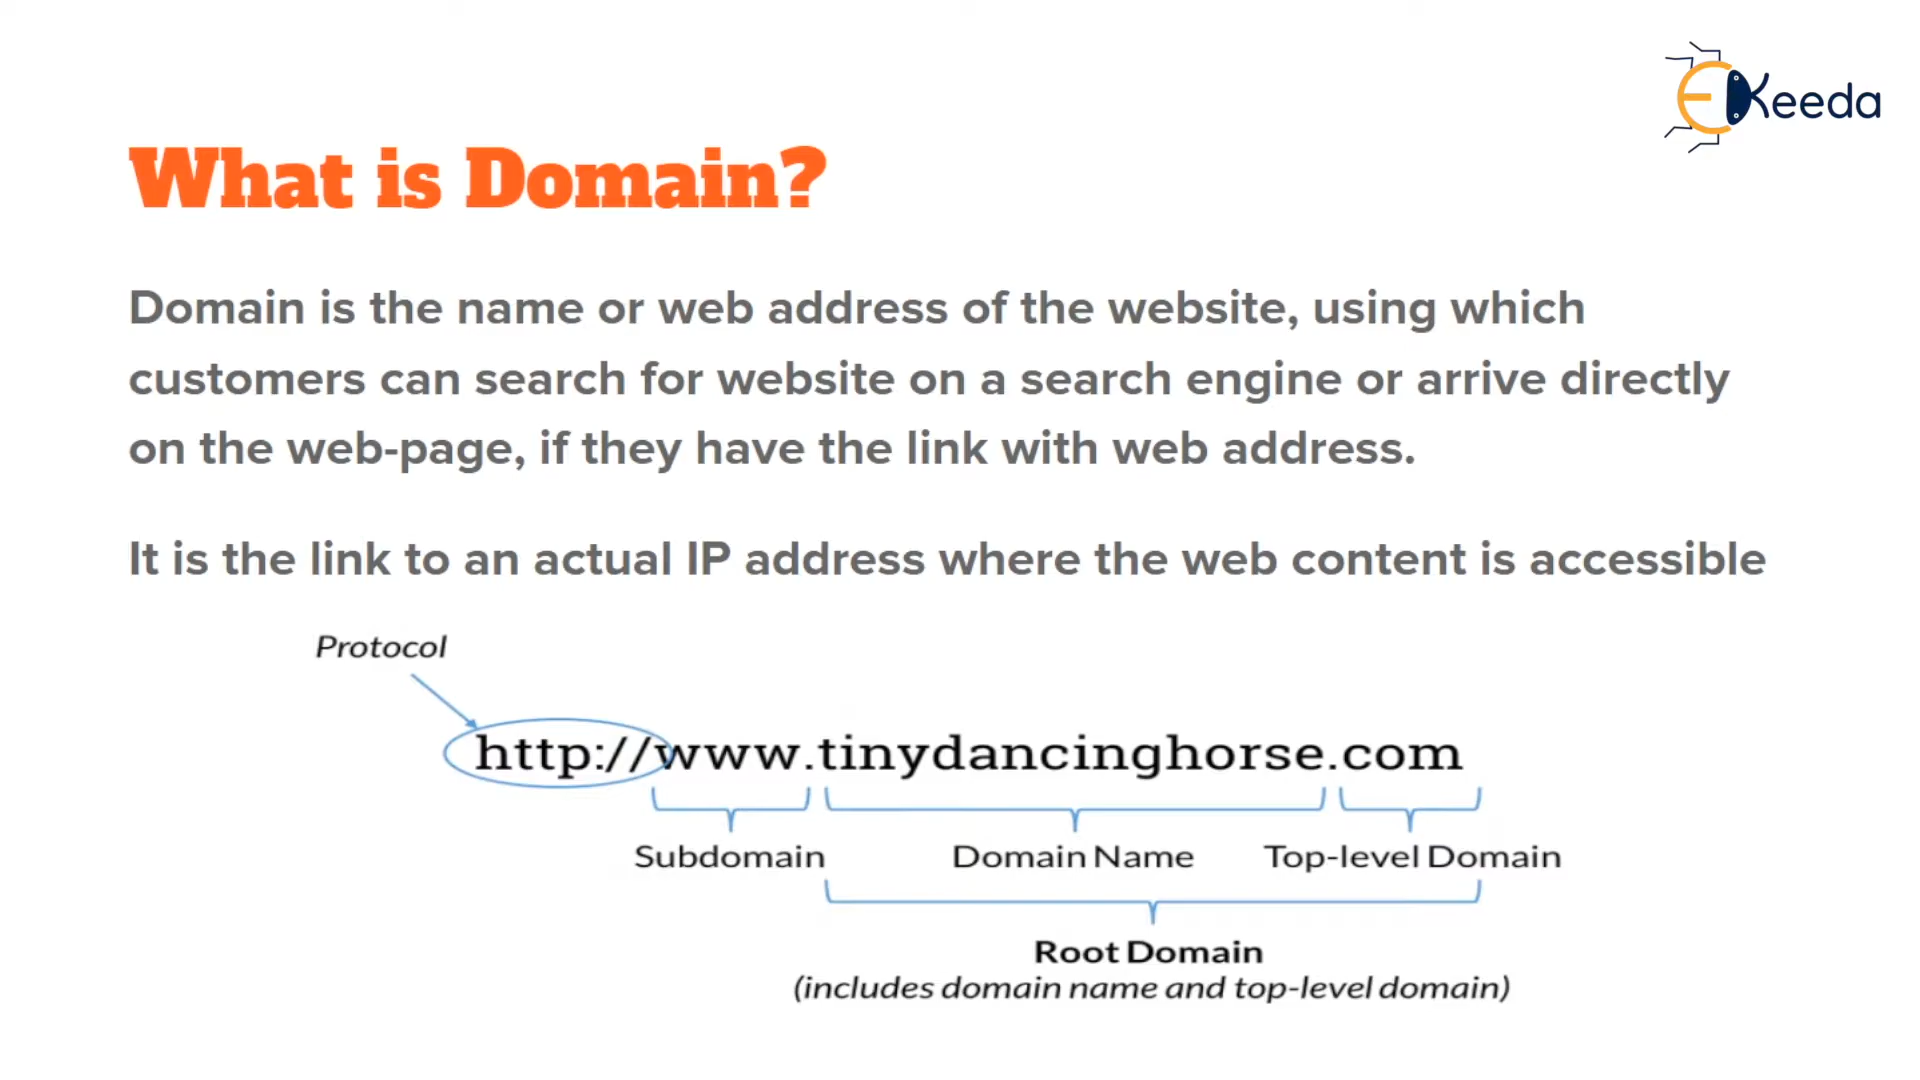 EKeeda
What is Domain?
Domain is the name or web address of the website, using which
customers can search for website on a search engine or arrive directly
on the web-page, if they have the link with web address.
It is the link to an actual IP address where the web content is accessible
Protocol
http://www.tinydancinghorse.com
Subdomain Domain Name Top-level Domain
Root Domain
(includes domain name and top-level domain)